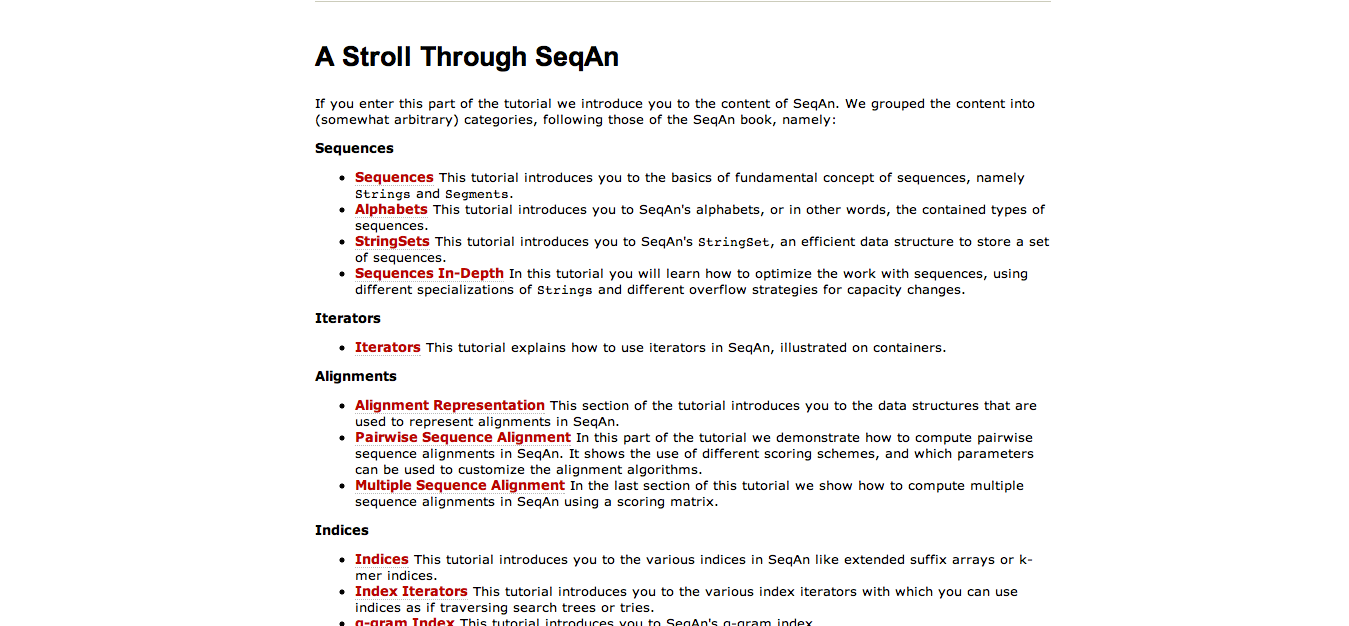 A Stroll Through SeqAn
If you enter this part of the tutorial we introduce you to the content of SeqAn. We grouped the content into
(somewhat arbitrary) categories, following those of the SeqAn book, namely:
Sequences
• Sequences This tutorial introduces you to the basics of fundamental concept of sequences, namely
Strings and Segments.
• Alphabets This tutorial introduces you to SeqAn's alphabets, or in other words, the contained types of
sequences.
• StringSets This tutorial introduces you to SeqAn's StringSet, an efficient data structure to store a set
of sequences.
• Sequences In-Depth In this tutorial you will learn how to optimize the work with sequences, using
different specializations of Strings and different overflow strategies for capacity changes.
Iterators
• Iterators This tutorial explains how to use iterators in SeqAn, illustrated on containers.
Alignments
• Alignment Representation This section of the tutorial introduces you to the data structures that are
used to represent alignments in SeqAn.
• Pairwise Sequence Alignment In this part of the tutorial we demonstrate how to compute pairwise
sequence alignments in SeqAn. It shows the use of different scoring schemes, and which parameters
can be used to customize the alignment algorithms.
• Multiple Sequence Alignment In the last section of this tutorial we show how to compute multiple
sequence alignments in SeqAn using a scoring matrix.
Indices
• Indices This tutorial introduces you to the various indices in SeqAn like extended suffix arrays or k-
mer indices.
• Index Iterators This tutorial introduces you to the various index iterators with which you can use
indices as if traversing search trees or tries.
• q-gram Index This tutorial introduces you to SeqAn's q-gram index.